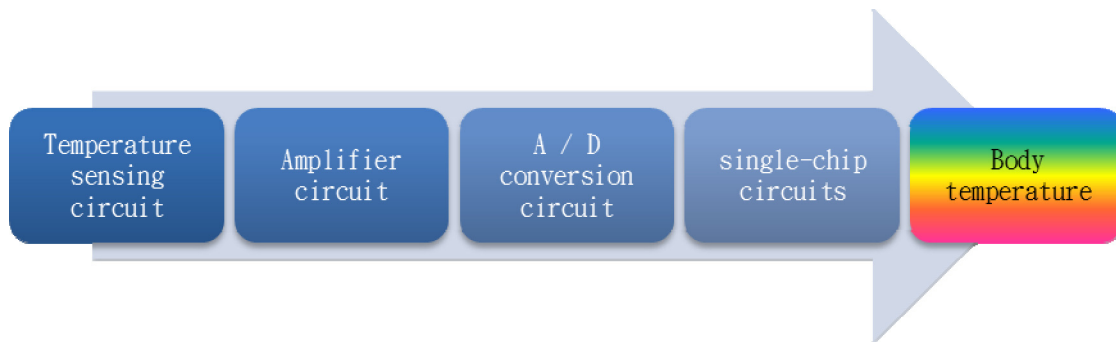 Temperature
sensing
circuit
Amplifier
circuit
A / D
conversion
circuit
single-chip
circuits
Body
temperature